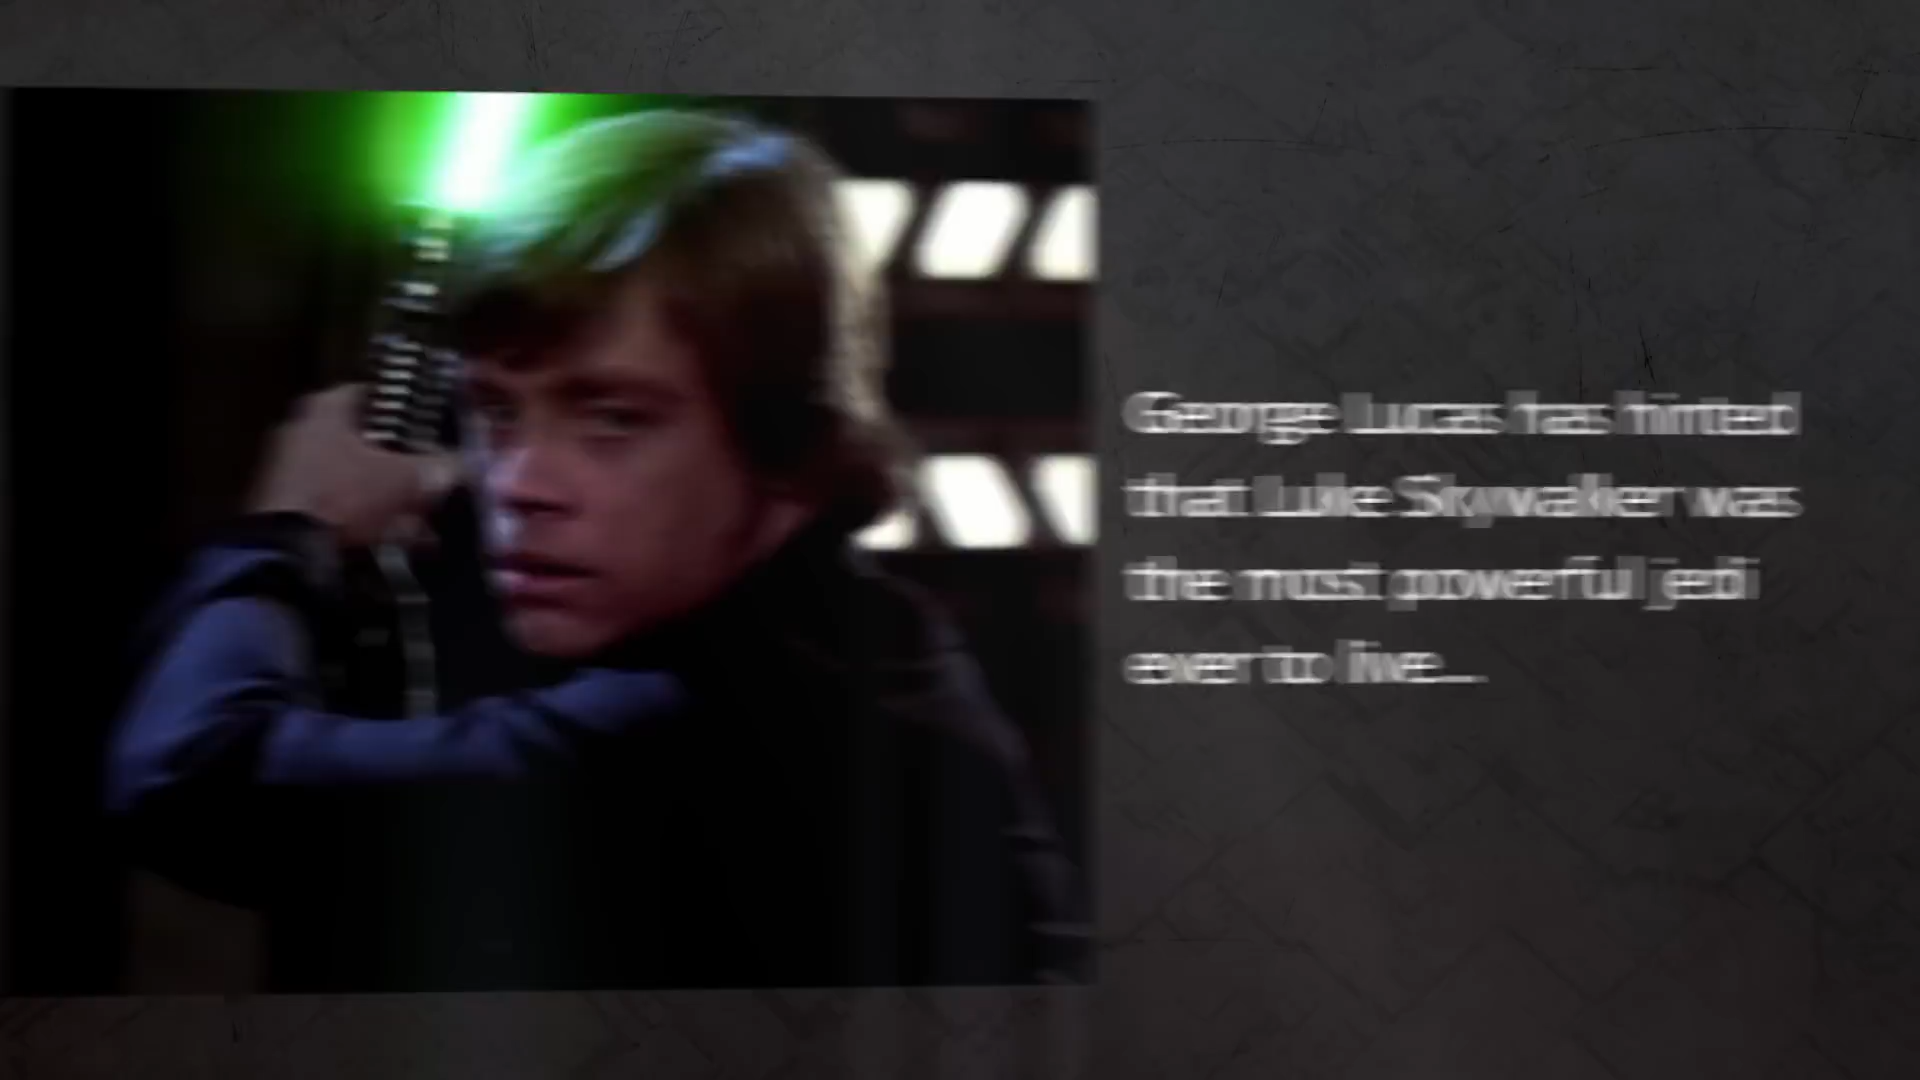 George Lucas has hinted
that Luke Skywalker was
the most powerful jedi
ever to live...